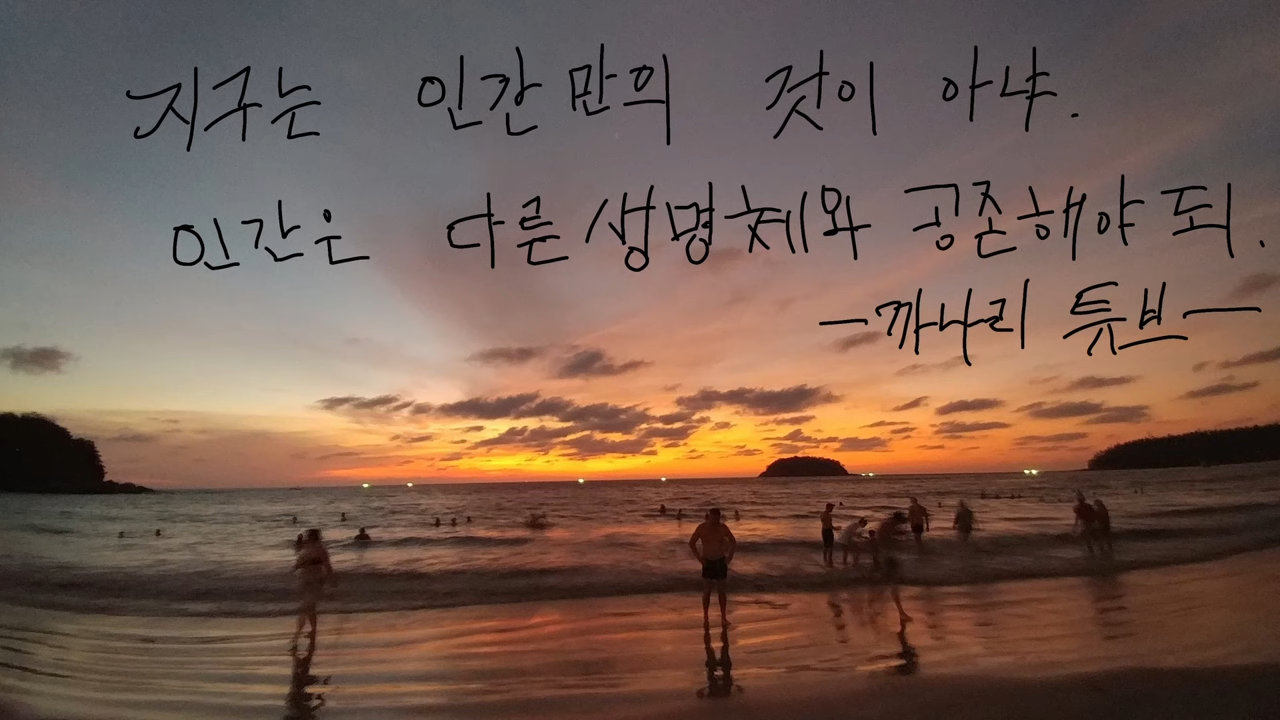 지구는 인간만의 것이 아냐.
인간은 다른 생명체와 공존해야 되.
-까나리 튜브-